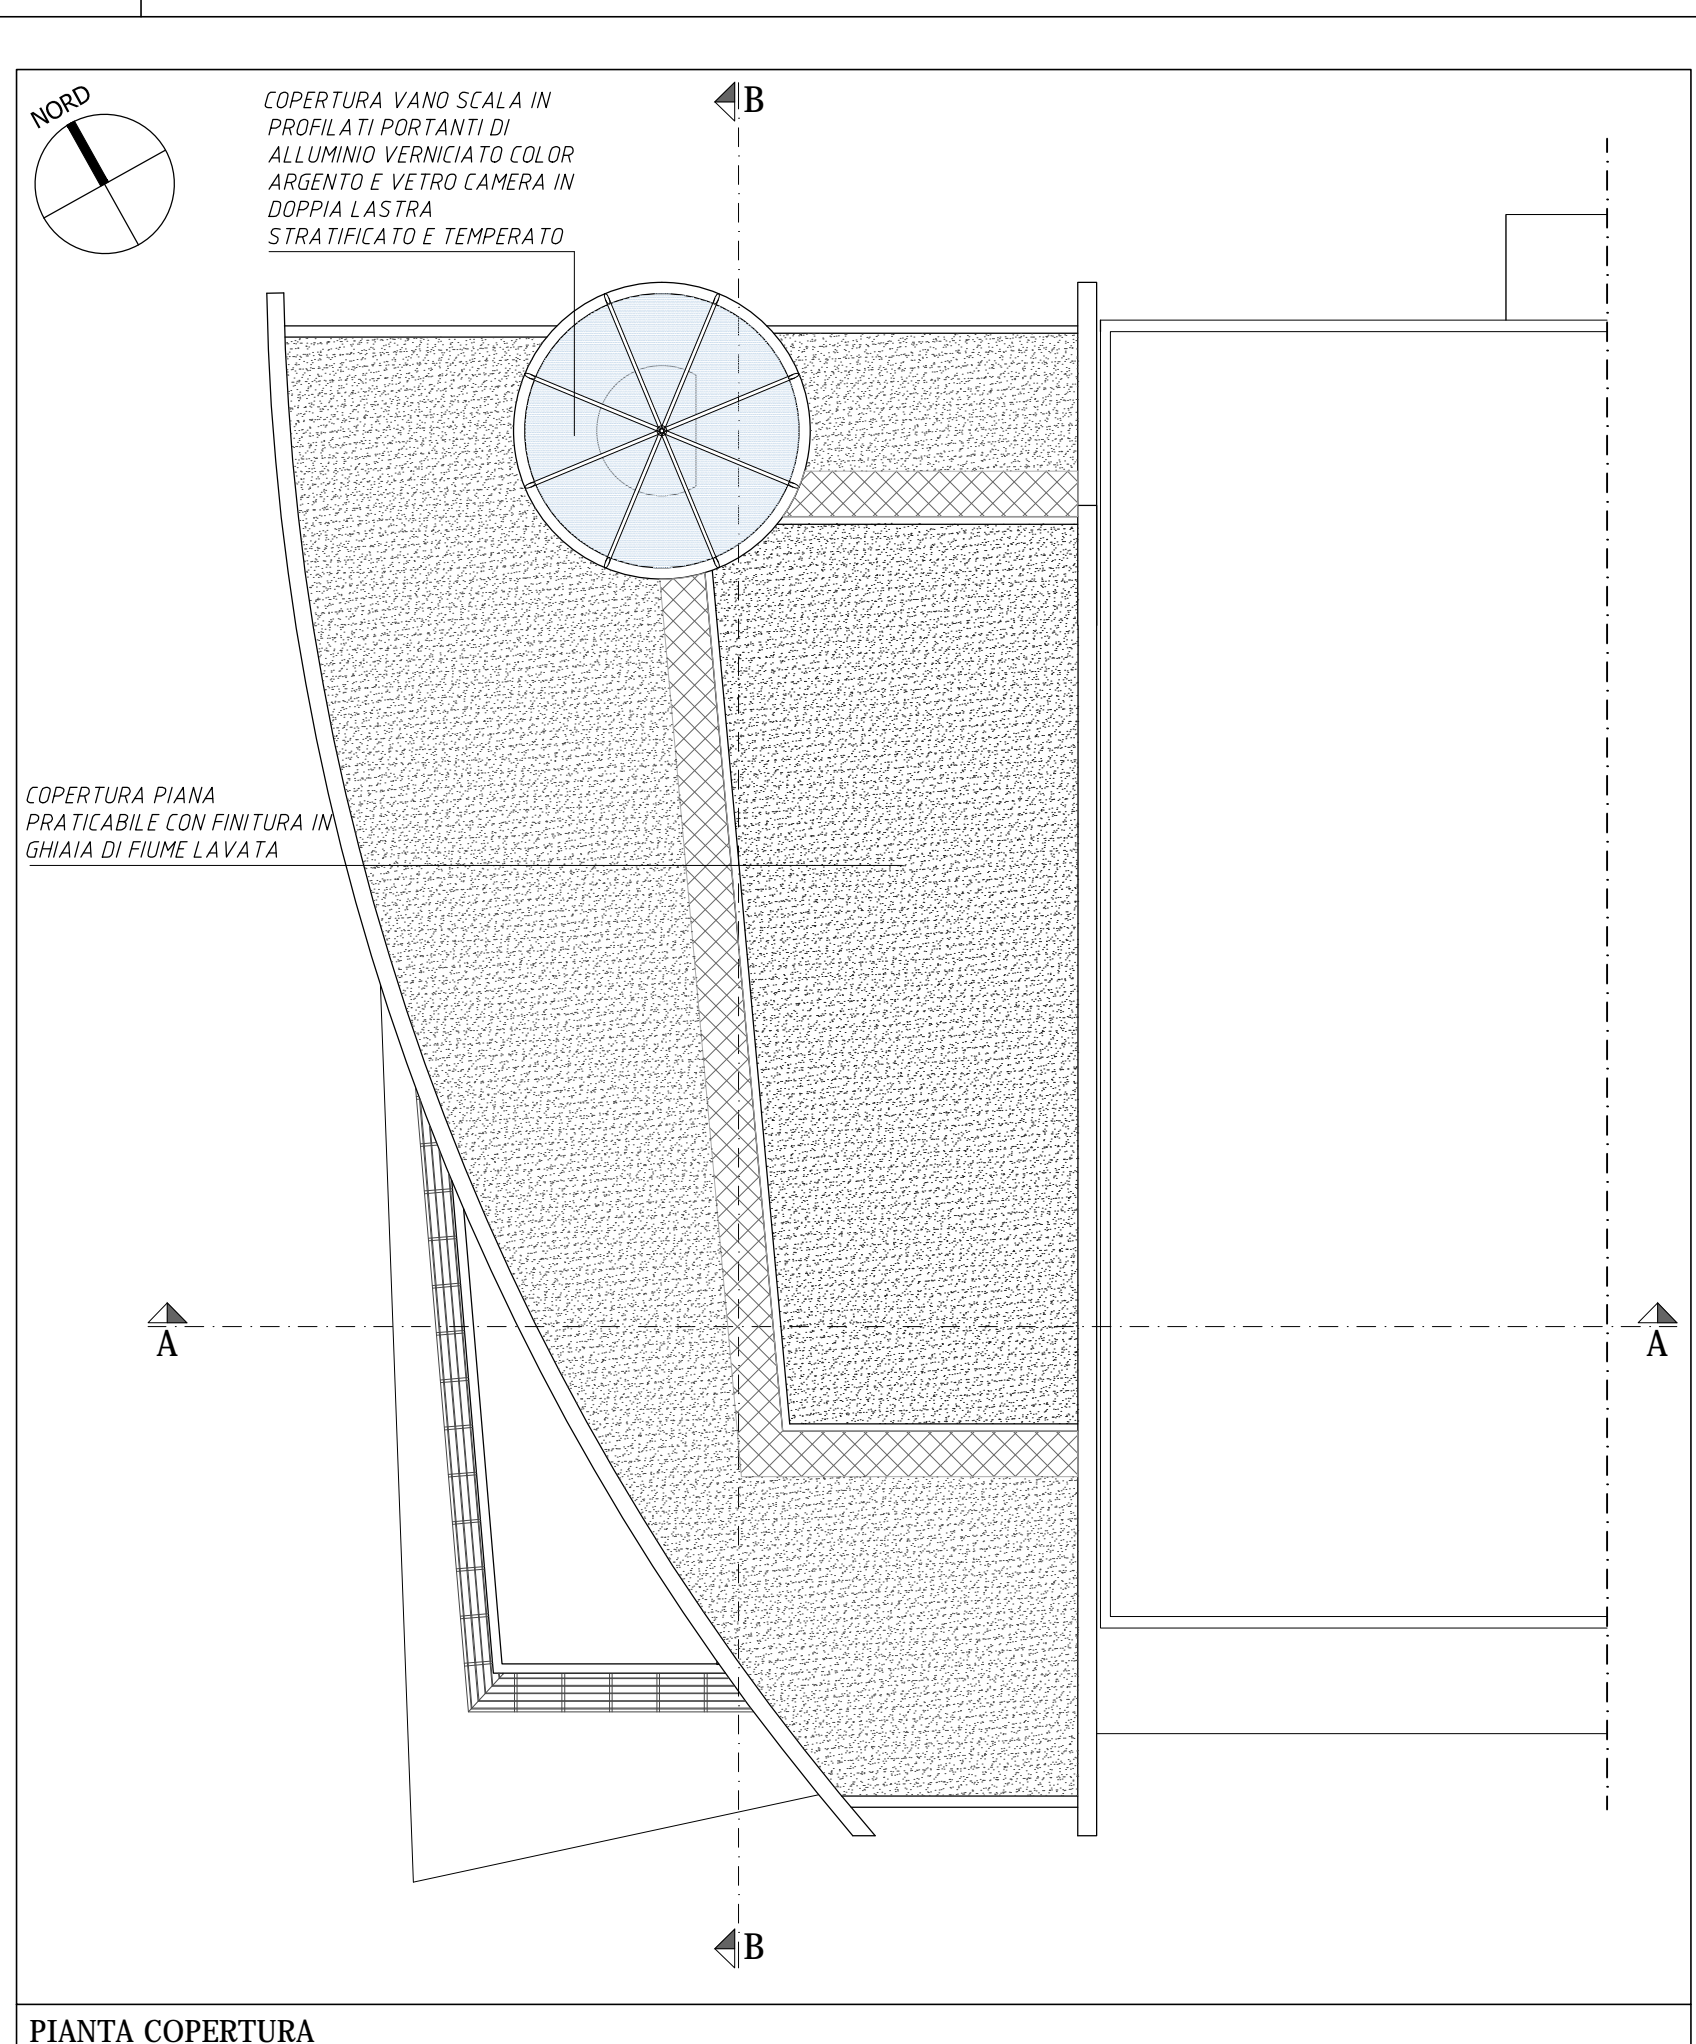 NORD
COPERTURA VANO SCALA IN
PROFILATI PORTANTI DI
ALLUMINIO VERNICIATO COLOR
ARGENTO E VETRO CAMERA IN
DOPPIA LASTRA
STRATIFICATO E TEMPERATO
B
COPERTURA PIANA
PRATICABILE CON FINITURA IN
GHIAIA DI FIUME LAVATA
A
A
B
PIANTA COPERTURA